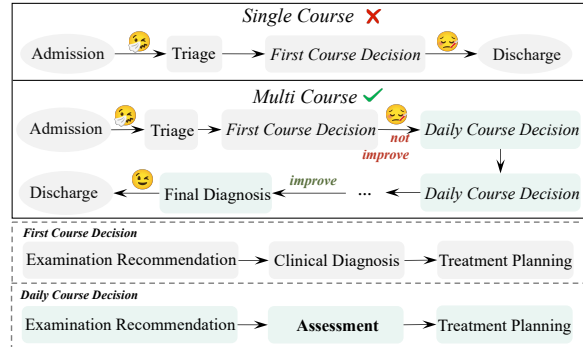 Single Course ❌
Admission → Triage → First Course Decision → Discharge
Multi Course ✓
Admission → Triage → First Course Decision → Daily Course Decision
not
improve
Discharge ← Final Diagnosis ← ... ← Daily Course Decision
improve
First Course Decision
Examination Recommendation → Clinical Diagnosis → Treatment Planning
Daily Course Decision
Examination Recommendation → Assessment → Treatment Planning